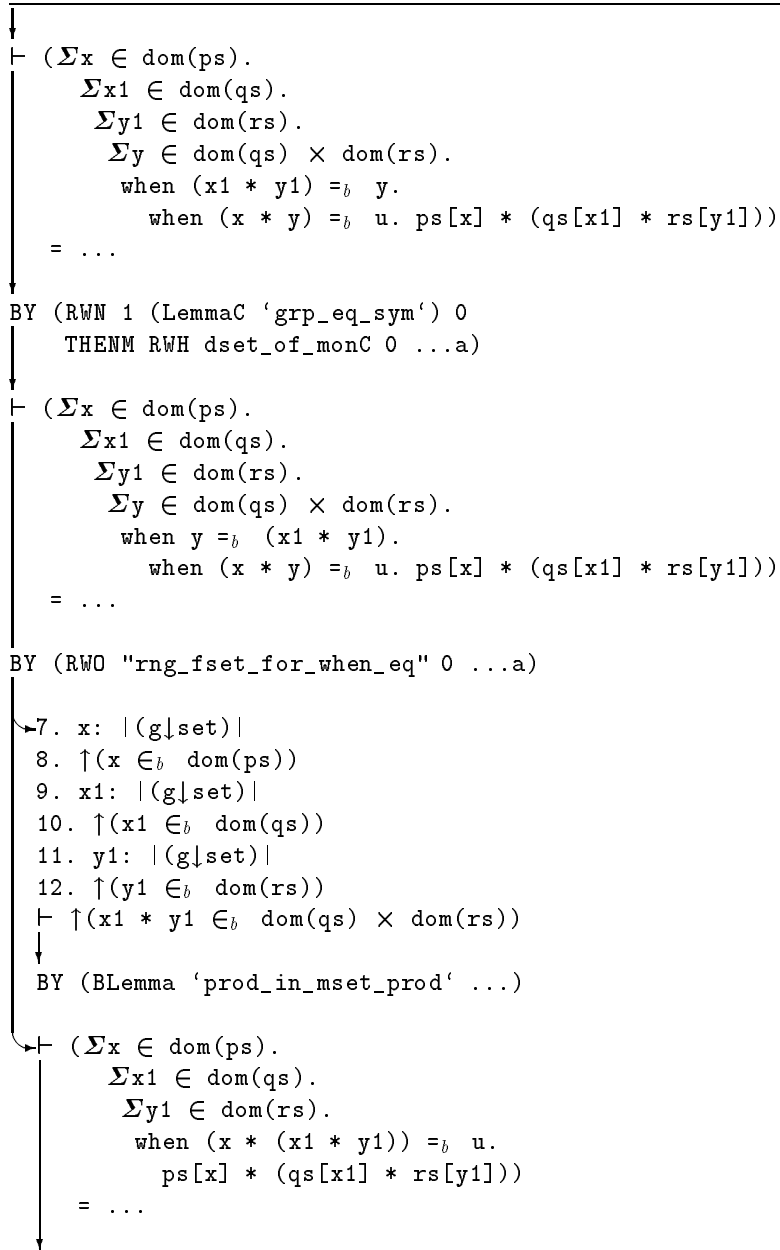 ⊢ (Σx ∈ dom(ps).
Σx1 ∈ dom(qs).
Σy1 ∈ dom(rs).
Σy ∈ dom(qs) × dom(rs).
when (x1 * y1) =b y.
when (x * y) =b u. ps[x] * (qs[x1] * rs[y1]))
= ...
BY (RWN 1 (LemmaC ‘grp_eq_sym‘) 0
THENM RWH dset_of_monC 0 ...a)
⊢ (Σx ∈ dom(ps).
Σx1 ∈ dom(qs).
Σy1 ∈ dom(rs).
Σy ∈ dom(qs) × dom(rs).
when y =b (x1 * y1).
when (x * y) =b u. ps[x] * (qs[x1] * rs[y1]))
= ...
BY (RWO "rng_fset_for_when_eq" 0 ...a)
7. x: |(g↓set)|
8. ↑(x ∈b dom(ps))
9. x1: |(g↓set)|
10. ↑(x1 ∈b dom(qs))
11. y1: |(g↓set)|
12. ↑(y1 ∈b dom(rs))
⊢ ↑(x1 * y1 ∈b dom(qs) × dom(rs))
BY (BLemma ‘prod_in_mset_prod‘ ...)
⊢ (Σx ∈ dom(ps).
Σx1 ∈ dom(qs).
Σy1 ∈ dom(rs).
when (x * (x1 * y1)) =b u.
ps[x] * (qs[x1] * rs[y1]))
= ...